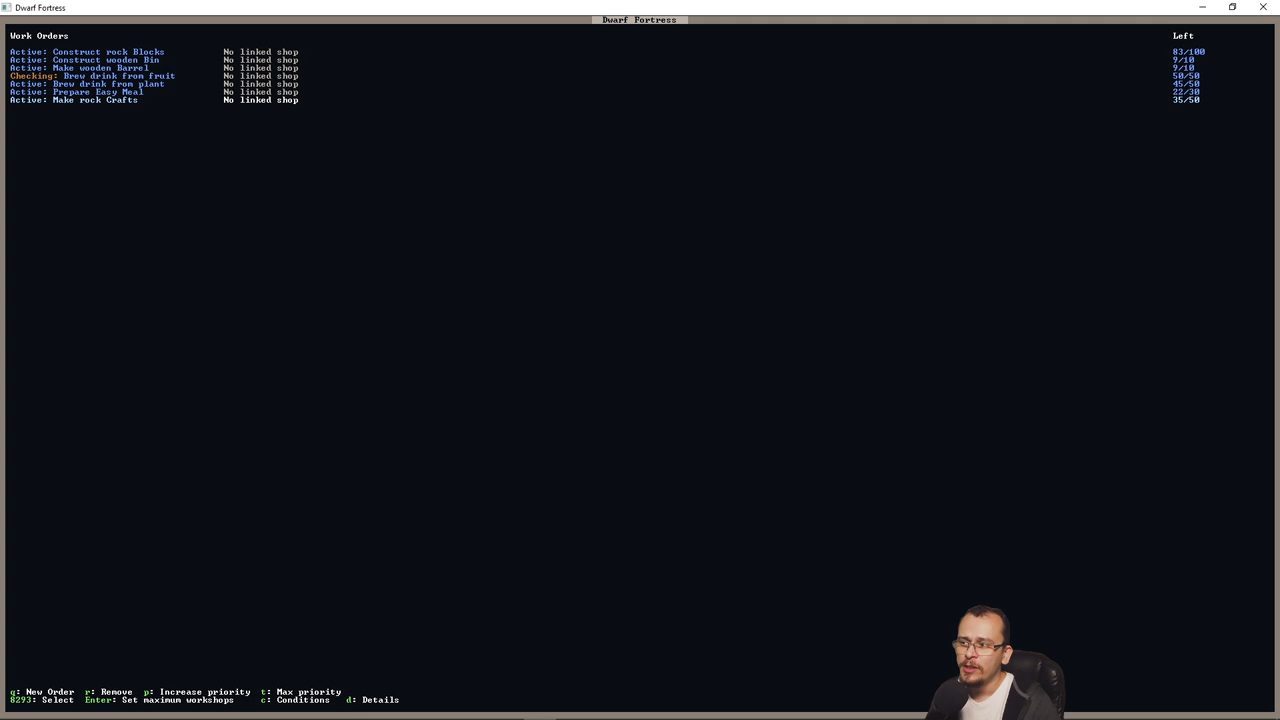 Dwarf Fortress
Dwarf Fortress
Work Orders Left
Active: Construct rock Blocks No linked shop 83/100
Active: Construct wooden Bin No linked shop 9/10
Active: Make wooden Barrel No linked shop 9/10
Checking: Brew drink from fruit No linked shop 50/50
Active: Brew drink from plant No linked shop 45/50
Active: Prepare Easy Meal No linked shop 22/30
Active: Make rock Crafts No linked shop 35/50
q: New Order r: Remove p: Increase priority t: Max priority
8293: Select Enter: Set maximum workshops c: Conditions d: Details